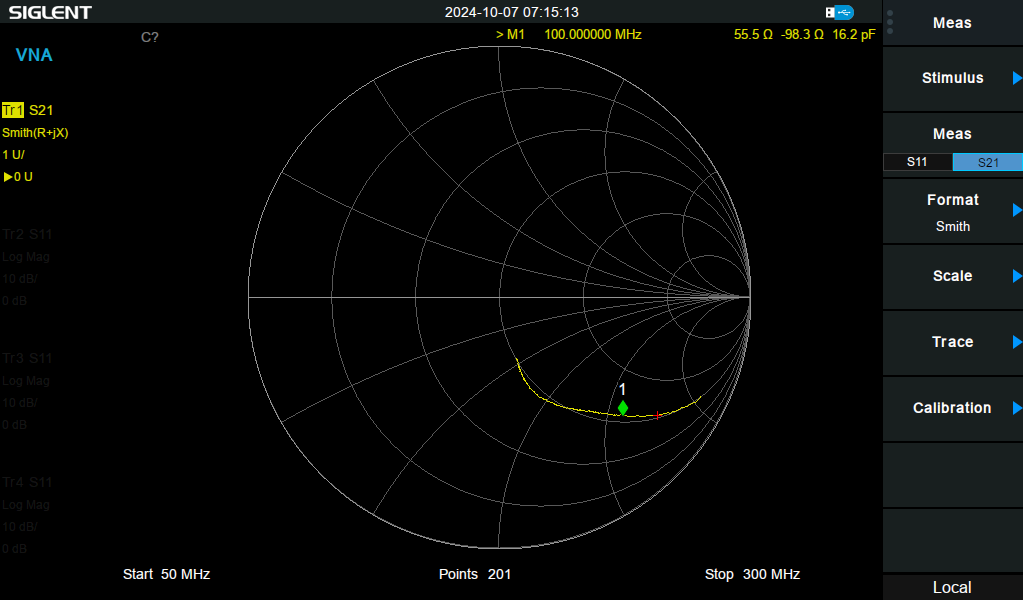 SIGLENT
2024-10-07 07:15:13
C?
> M1 100.000000 MHz
55.5 Ω -98.3 Ω 16.2 pF
VNA
Tr1 S21
Smith(R+jX)
1 U/
▶0 U
Tr2 S11
Log Mag
10 dB/
0 dB
Tr3 S11
Log Mag
10 dB/
0 dB
Tr4 S11
Log Mag
10 dB/
0 dB
1
Start 50 MHz
Points 201
Stop 300 MHz
Meas
Stimulus
Meas
S11 S21
Format
Smith
Scale
Trace
Calibration
Local